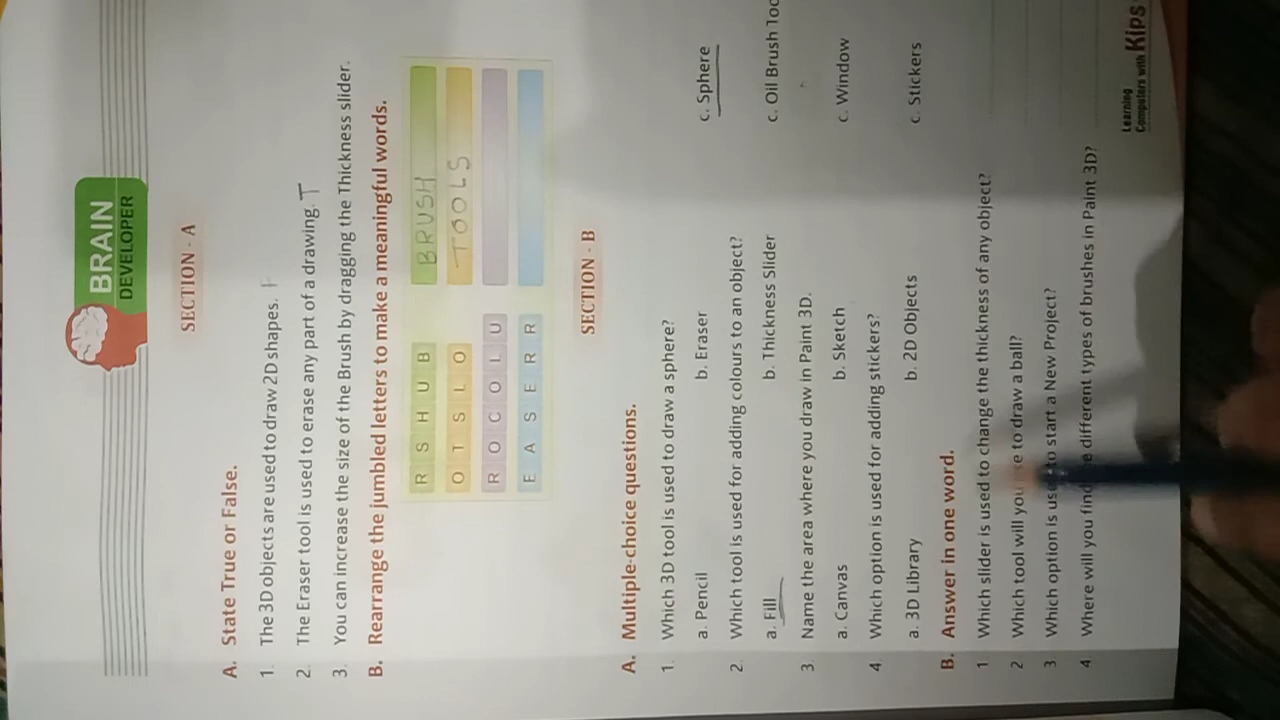 BRAIN
DEVELOPER
SECTION - A
A. State True or False.
1. The 3D objects are used to draw 2D shapes. F
2. The Eraser tool is used to erase any part of a drawing. T
3. You can increase the size of the Brush by dragging the Thickness slider.
B. Rearrange the jumbled letters to make a meaningful words.
R S H U B BRUSH
O T S L O TOOLS
R O C O L U
E A S E R R
SECTION - B
A. Multiple-choice questions.
1. Which 3D tool is used to draw a sphere?
a. Pencil b. Eraser c. Sphere
2. Which tool is used for adding colours to an object?
a. Fill b. Thickness Slider c. Oil Brush Too
3. Name the area where you draw in Paint 3D.
a. Canvas b. Sketch c. Window
4 Which option is used for adding stickers?
a. 3D Library b. 2D Objects c. Stickers
B. Answer in one word.
1 Which slider is used to change the thickness of any object?
2 Which tool will you to draw a ball?
3 Which option is used to start a New Project?
4 Where will you find different types of brushes in Paint 3D?
Learning
Computers with Kips